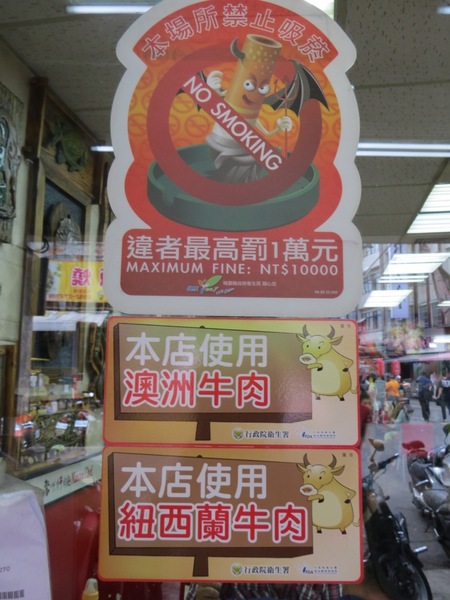 本場所禁止吸菸
NO SMOKING
違者最高罰1萬元
MAXIMUM FINE: NT$10000
本店使用
澳洲牛肉
行政院衛生署
本店使用
紐西蘭牛肉
行政院衛生署